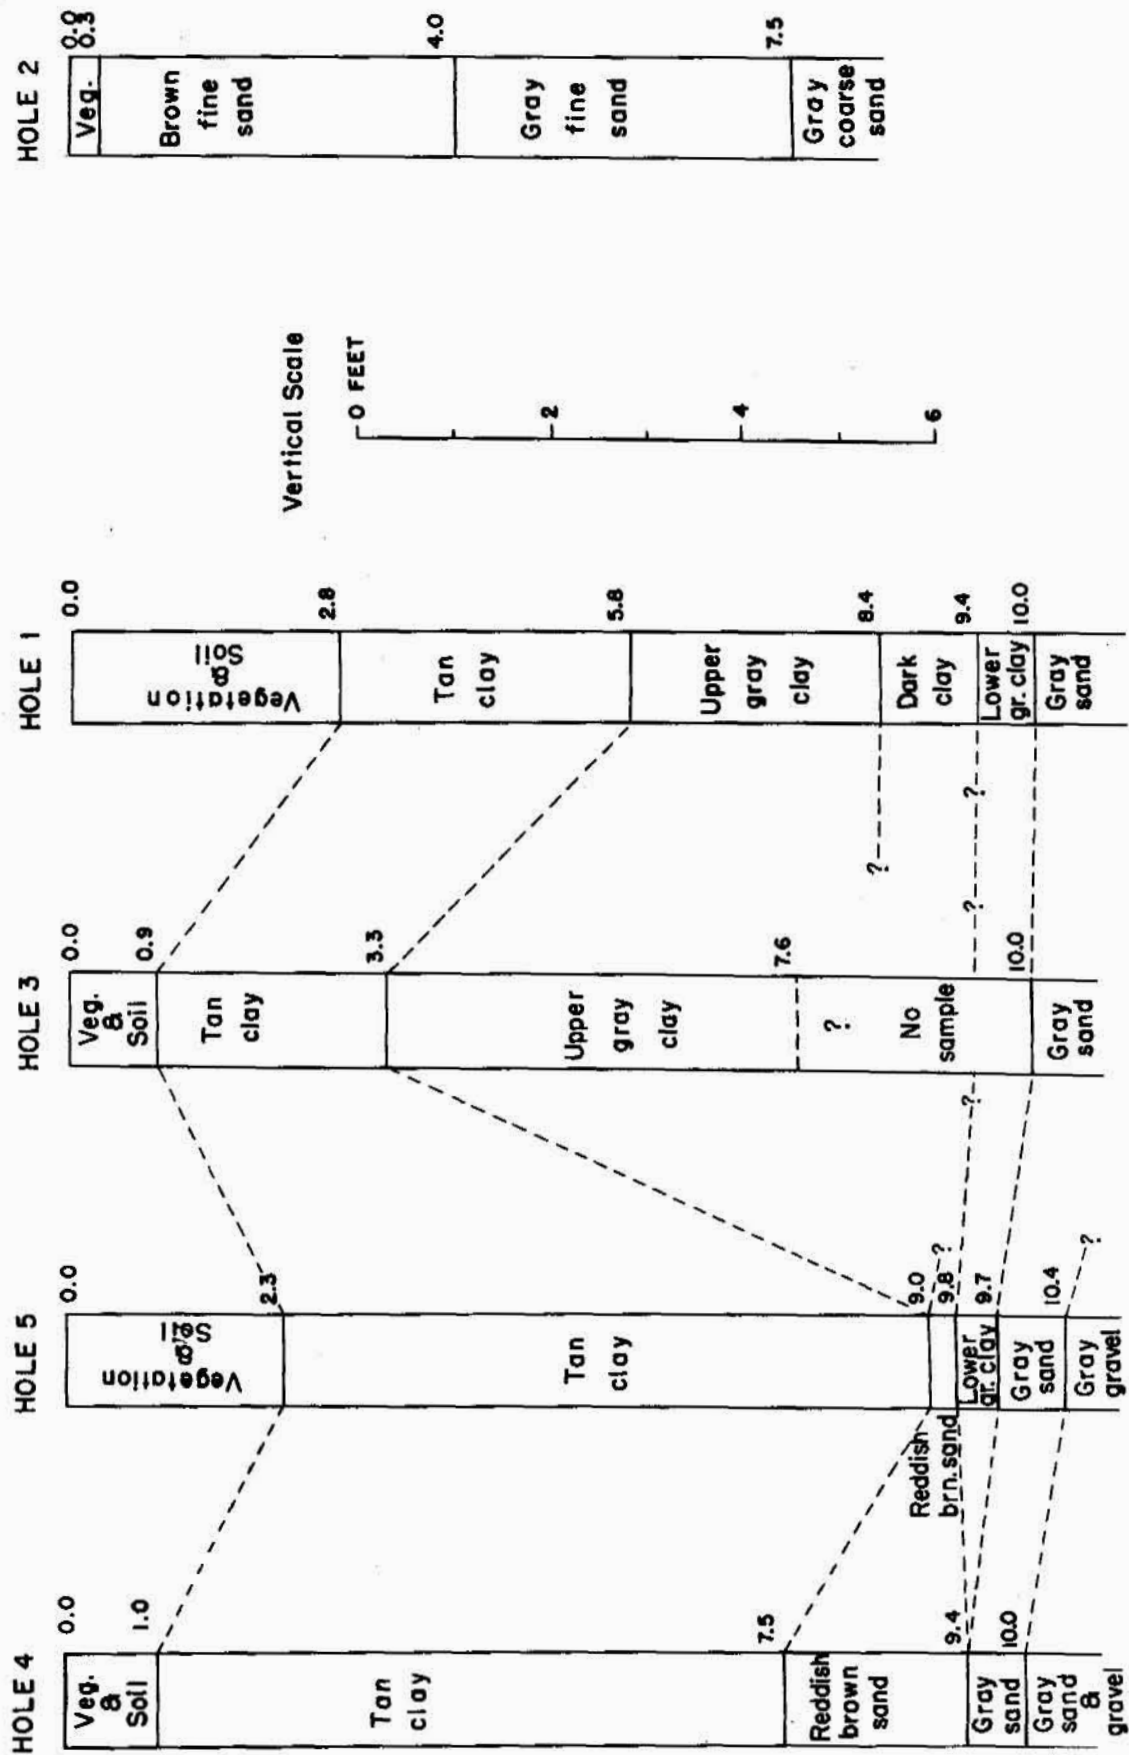 HOLE 4
0.0
Veg.
&
Soil
1.0
Tan
clay
7.5
Reddish
brown
sand
9.4
Gray
sand
10.0
Gray
sand
&
gravel
HOLE 5
0.0
Vegetation
&
Soil
2.3
Tan
clay
9.0
Reddish
brn. sand
9.8
?
Lower
gr. clay
9.7
Gray
sand
10.4
?
Gray
gravel
HOLE 3
0.0
Veg.
&
Soil
0.9
Tan
clay
3.3
Upper
gray
clay
7.6
?
No
sample
?
10.0
Gray
sand
HOLE 1
0.0
Vegetation
&
Soil
2.8
Tan
clay
5.8
Upper
gray
clay
8.4
?
Dark
clay
9.4
?
?
Lower
gr. clay
10.0
Gray
sand
Vertical Scale
0 FEET
2
4
6
HOLE 2
0.0
0.3
Veg.
Brown
fine
sand
4.0
Gray
fine
sand
7.5
Gray
coarse
sand